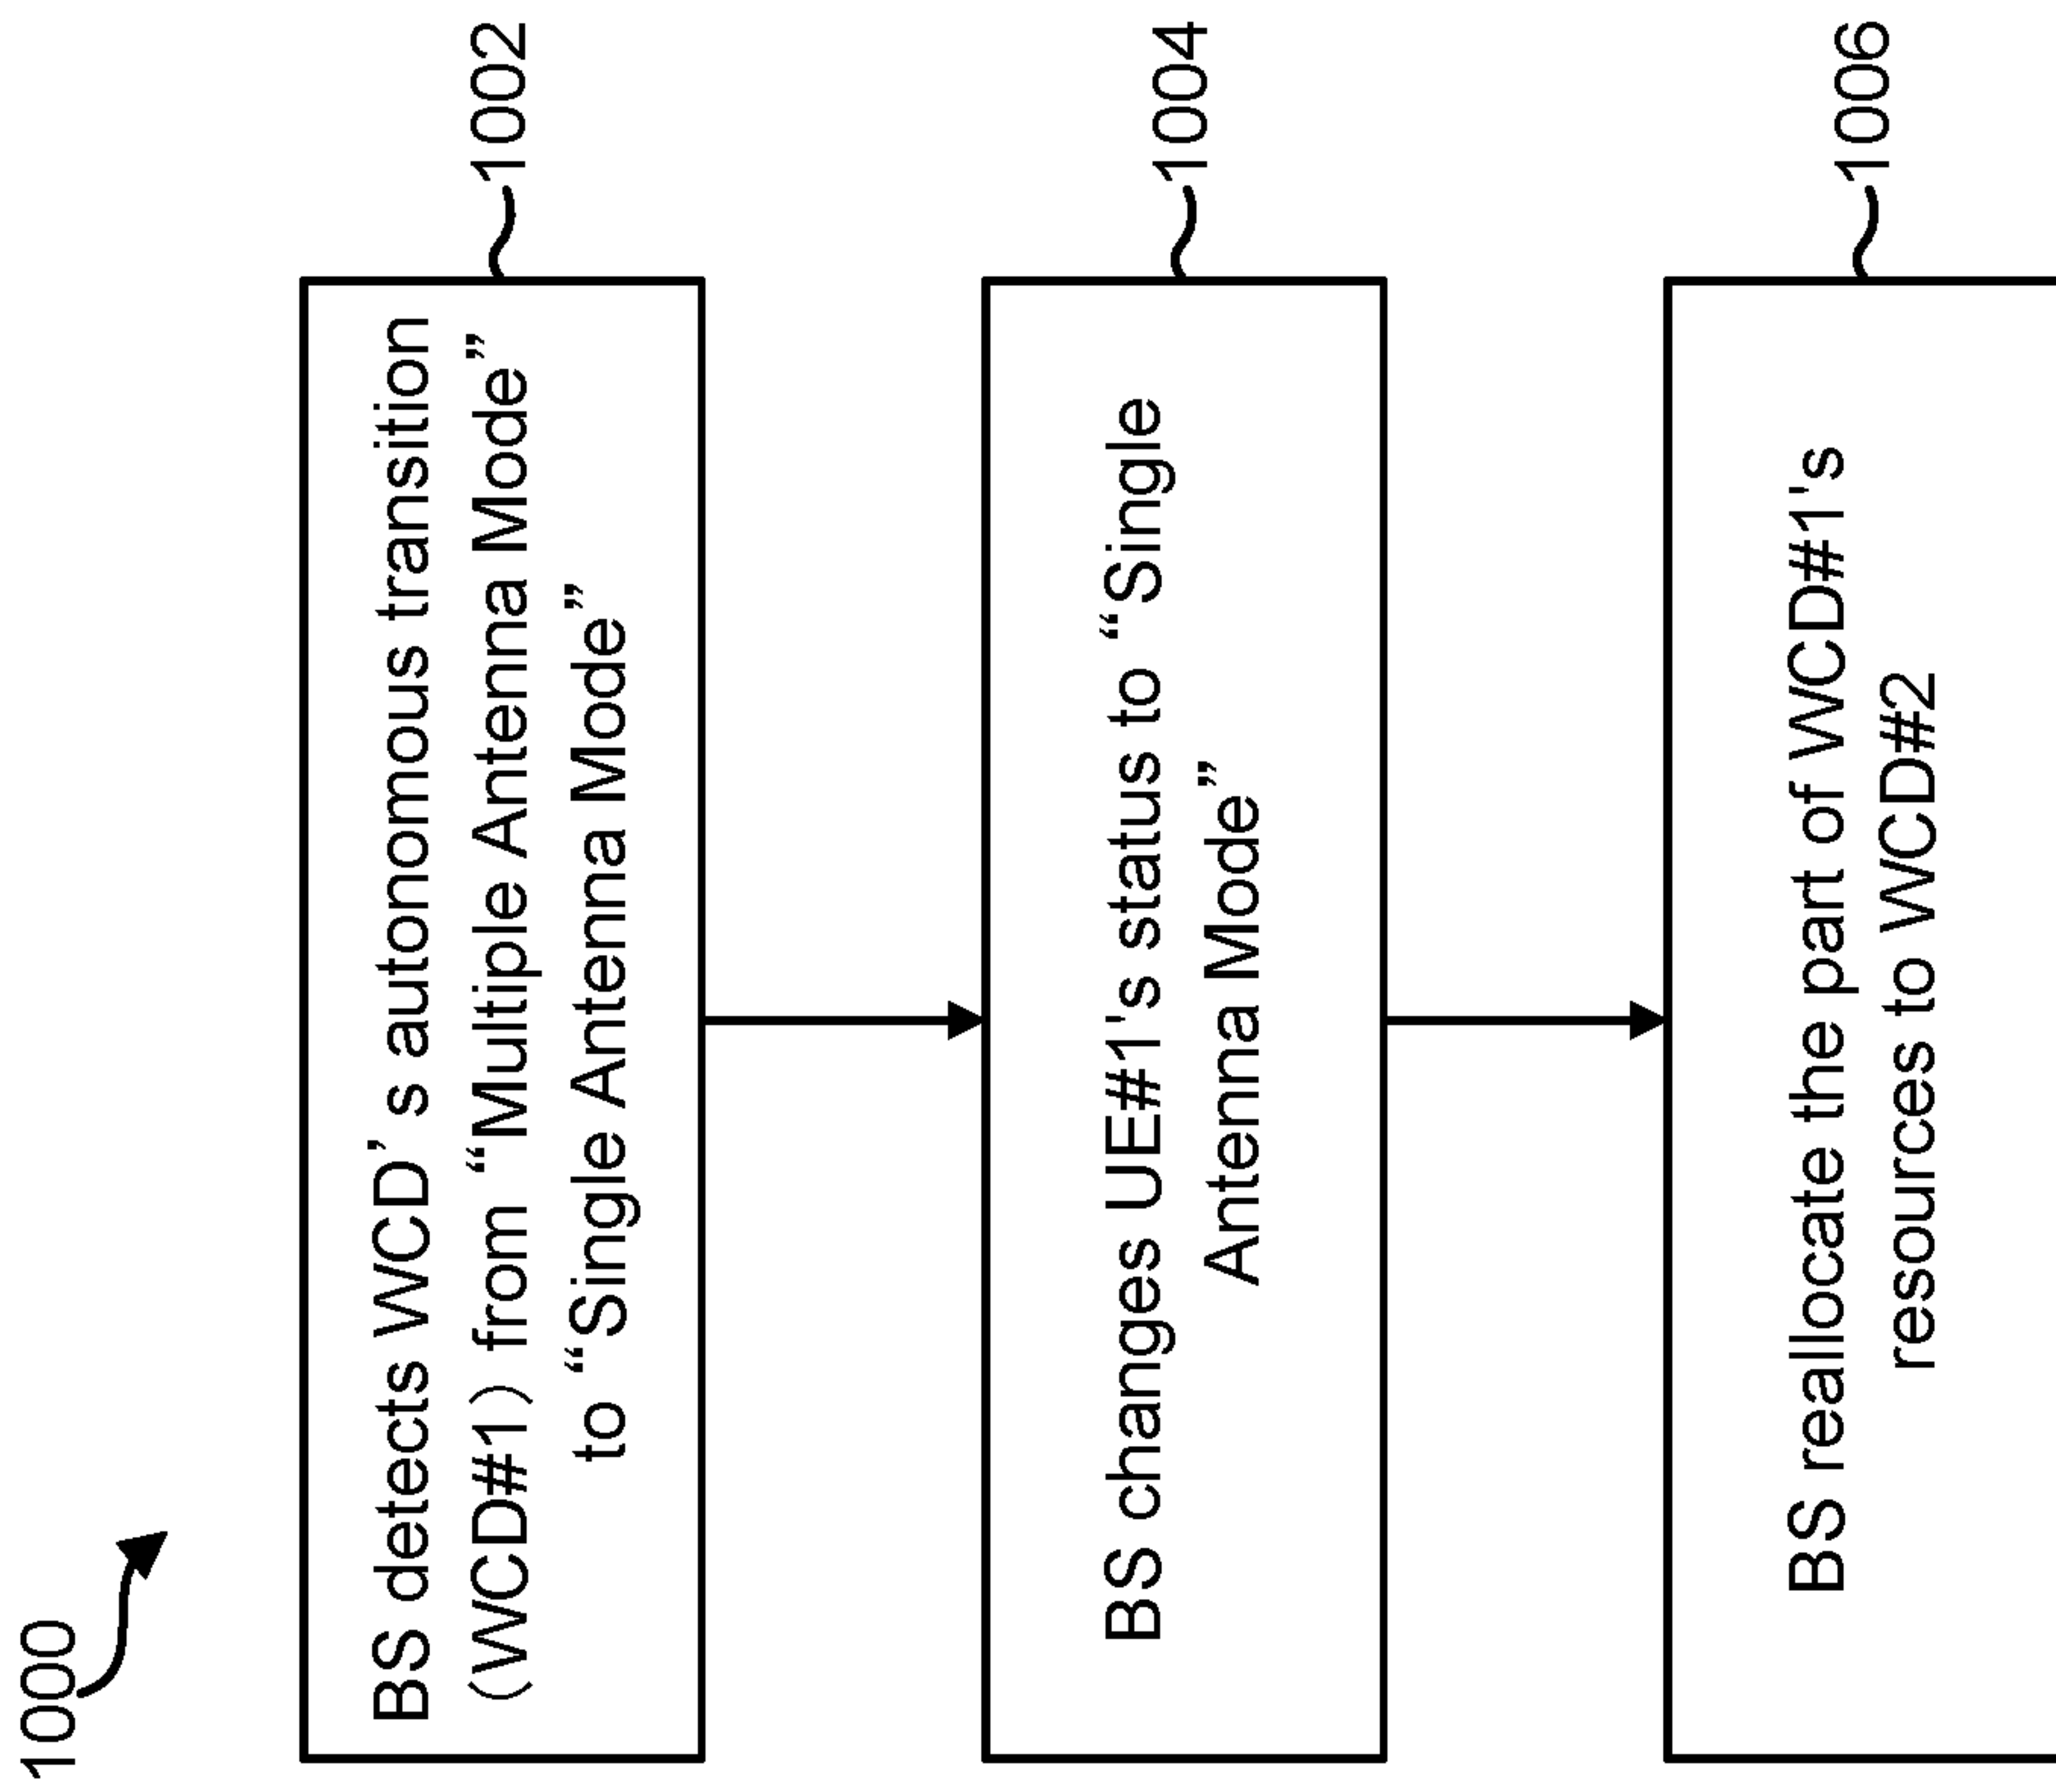 1000
BS detects WCD’s autonomous transition
(WCD#1) from “Multiple Antenna Mode”
to “Single Antenna Mode”
1002
BS changes UE#1's status to “Single
Antenna Mode”
1004
BS reallocate the part of WCD#1's
resources to WCD#2
1006